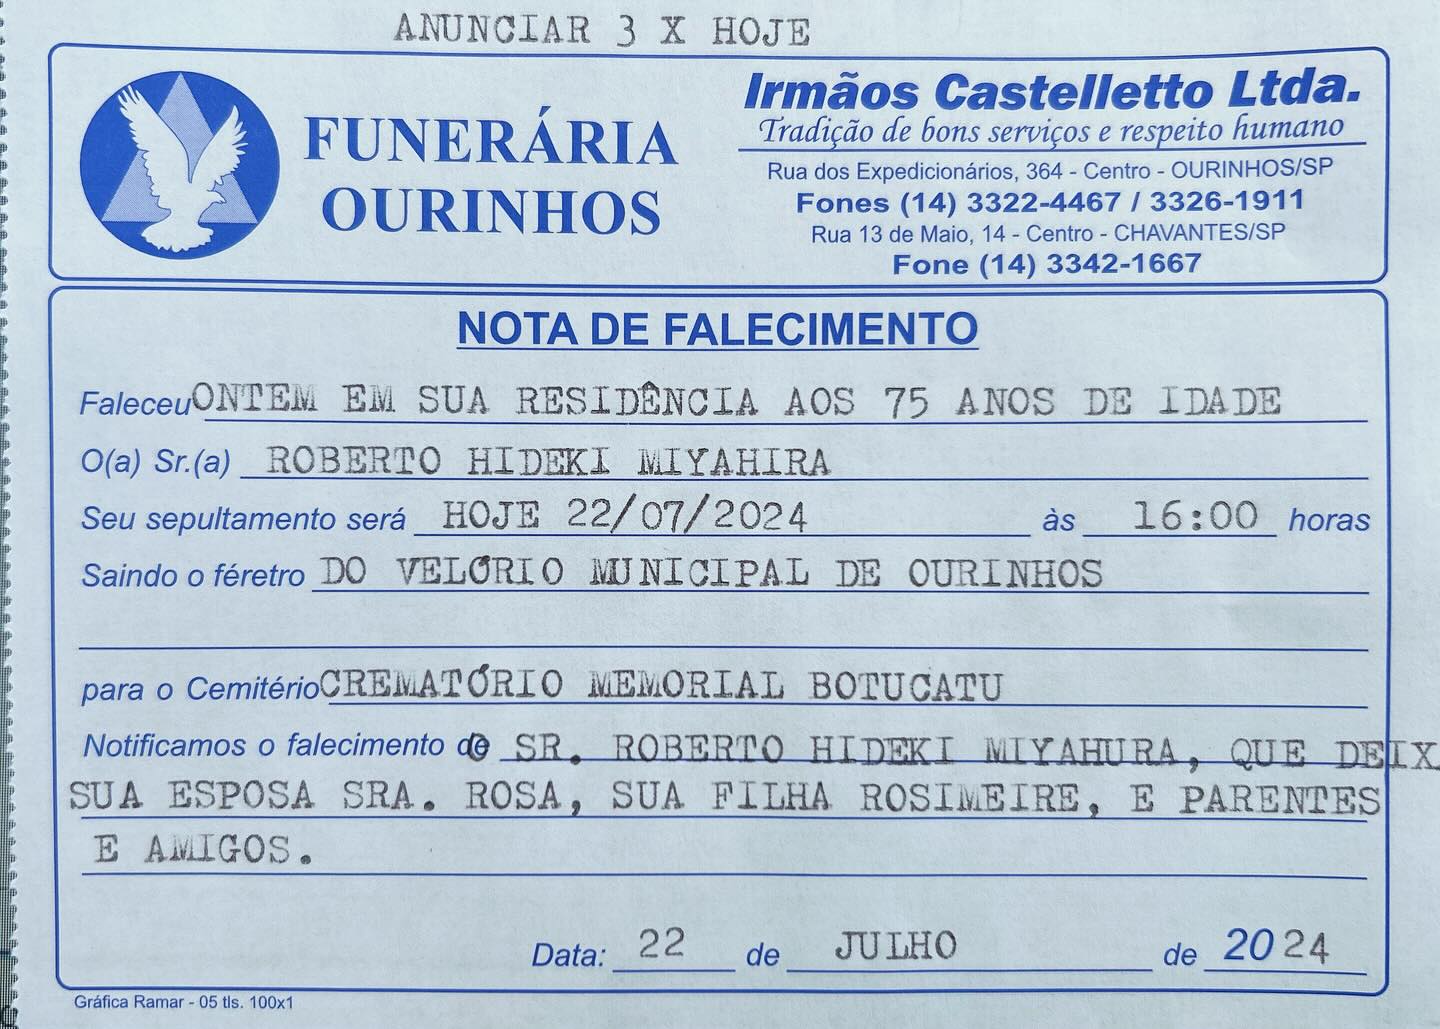 ANUNCIAR 3 X HOJE
FUNERÁRIA
OURINHOS
Irmãos Castelletto Ltda.
Tradição de bons serviços e respeito humano
Rua dos Expedicionários, 364 - Centro - OURINHOS/SP
Fones (14) 3322-4467 / 3326-1911
Rua 13 de Maio, 14 - Centro - CHAVANTES/SP
Fone (14) 3342-1667
NOTA DE FALECIMENTO
Faleceu ONTEM EM SUA RESIDÊNCIA AOS 75 ANOS DE IDADE
O(a) Sr.(a) ROBERTO HIDEKI MIYAHIRA
Seu sepultamento será HOJE 22/07/2024 às 16:00 horas
Saindo o féretro DO VELÓRIO MUNICIPAL DE OURINHOS
para o Cemitério CREMATÓRIO MEMORIAL BOTUCATU
Notificamos o falecimento do SR. ROBERTO HIDEKI MIYAHURA, QUE DEIX
SUA ESPOSA SRA. ROSA, SUA FILHA ROSIMEIRE, E PARENTES
E AMIGOS.
Data: 22 de JULHO de 2024
Gráfica Ramar - 05 tls. 100x1